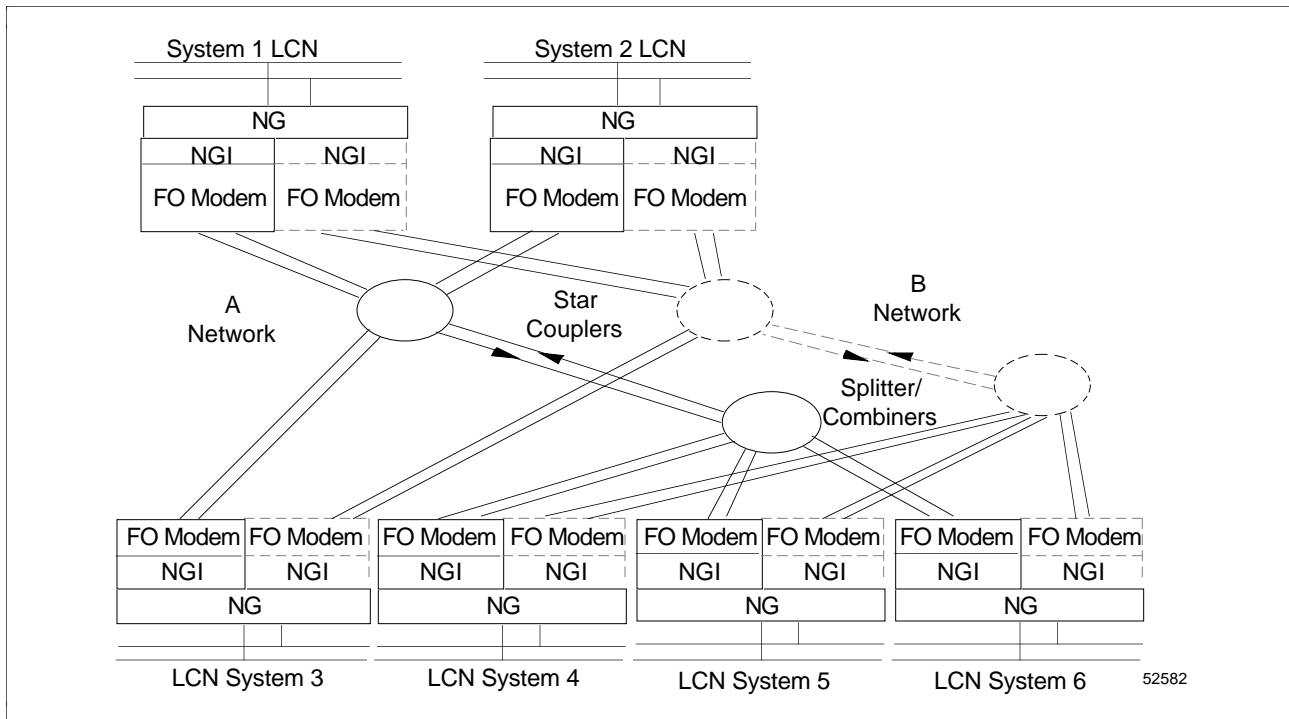 System 1 LCN
System 2 LCN
NG
NG
NGI
NGI
NGI
NGI
FO Modem
FO Modem
FO Modem
FO Modem
A
Network
Star
Couplers
B
Network
Splitter/
Combiners
FO Modem
FO Modem
FO Modem
FO Modem
FO Modem
FO Modem
FO Modem
FO Modem
NGI
NGI
NGI
NGI
NGI
NGI
NGI
NGI
NG
NG
NG
NG
LCN System 3
LCN System 4
LCN System 5
LCN System 6
52582